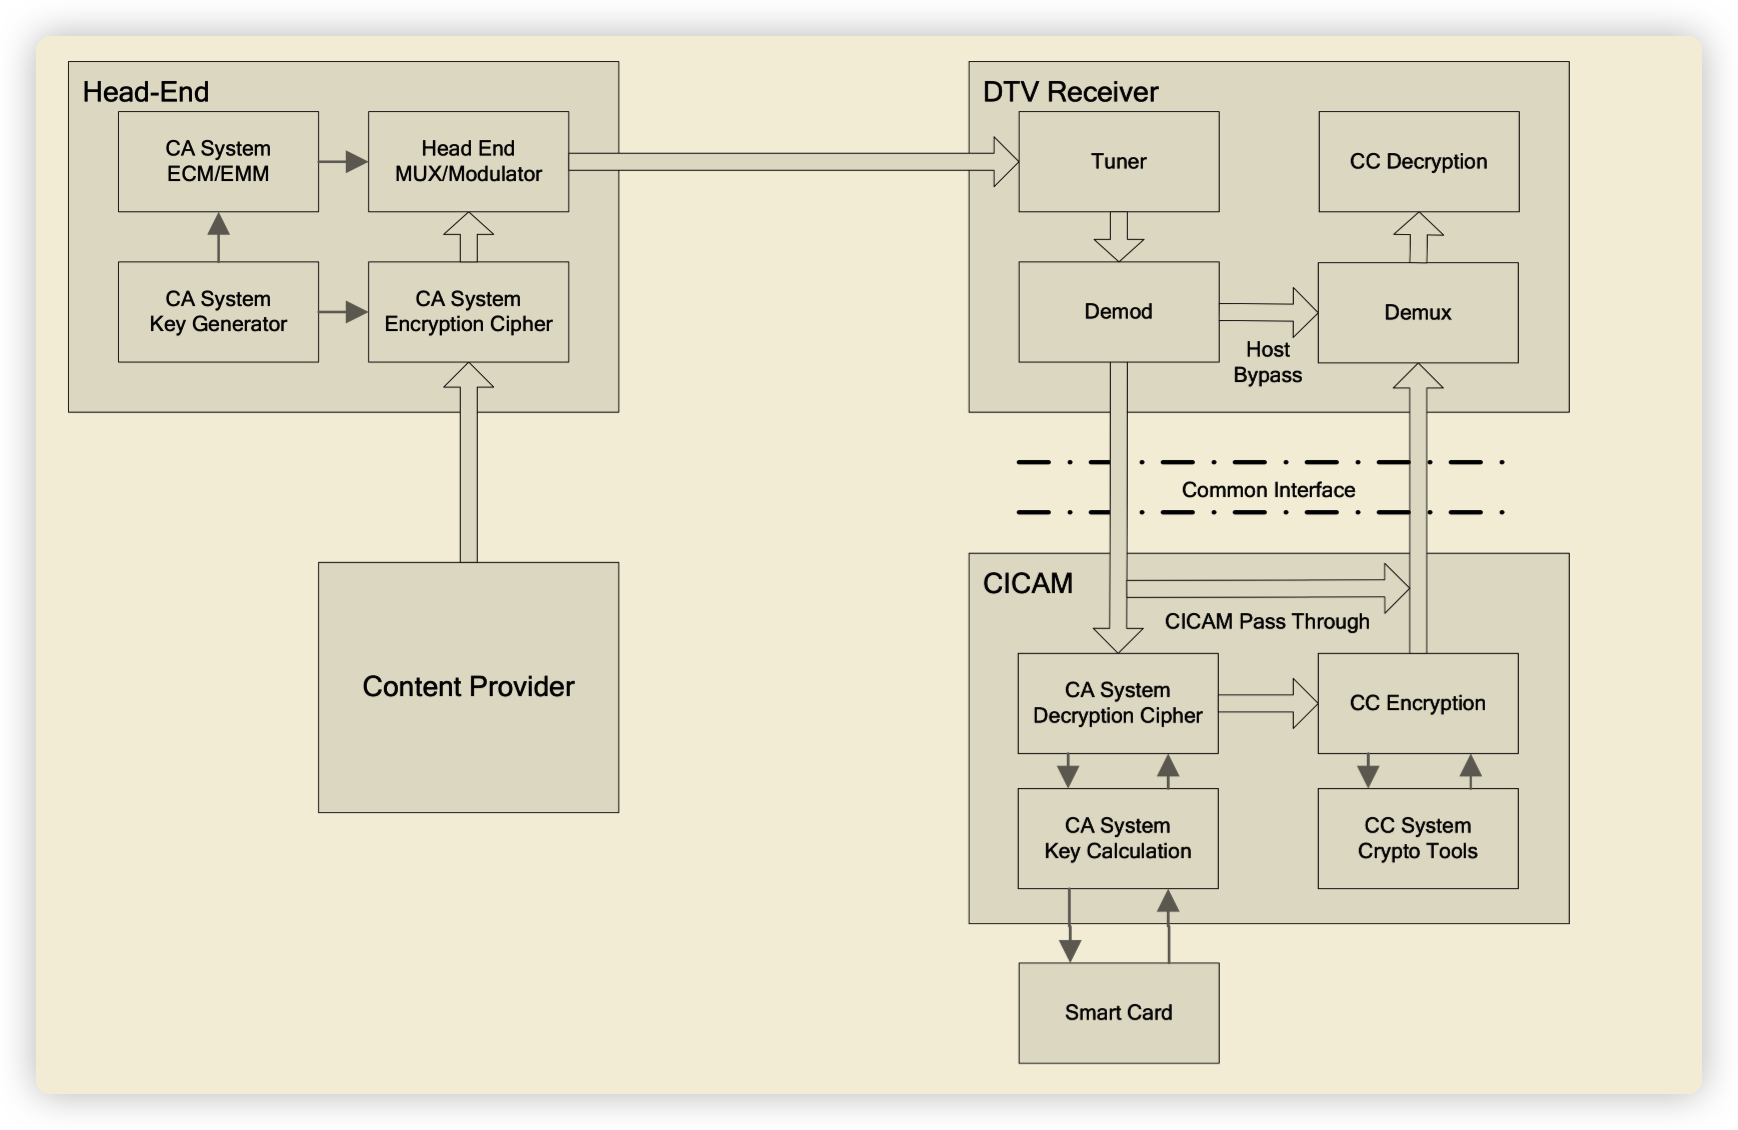 Head-End
CA System
ECM/EMM
Head End
MUX/Modulator
CA System
Key Generator
CA System
Encryption Cipher
Content Provider
DTV Receiver
Tuner
CC Decryption
Demod
Host
Bypass
Demux
Common Interface
CICAM
CICAM Pass Through
CA System
Decryption Cipher
CC Encryption
CA System
Key Calculation
CC System
Crypto Tools
Smart Card